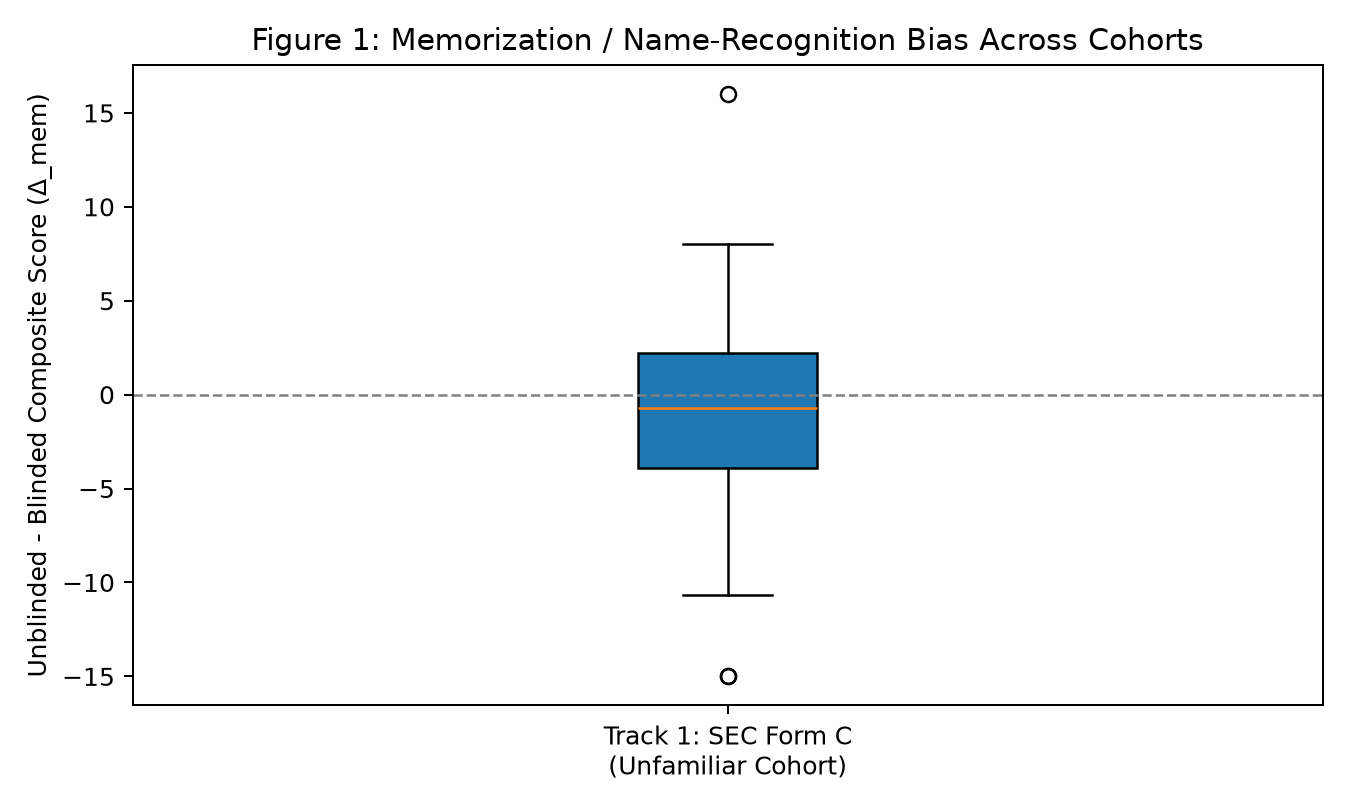 Figure 1: Memorization / Name-Recognition Bias Across Cohorts
Unblinded - Blinded Composite Score (Δ_mem)
15
10
5
0
−5
−10
−15
Track 1: SEC Form C
(Unfamiliar Cohort)